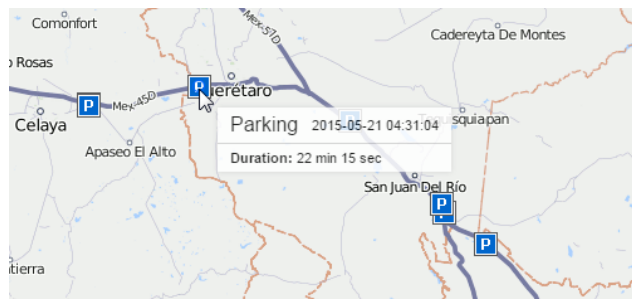 Comonfort
Mex-57D
Cadereyta De Montes
Rosas
P
P
Querétaro
Mex-45D
Celaya
Parking 2015-05-21 04:31:04
squiapan
Apaseo El Alto
Duration: 22 min 15 sec
San Juan Del Río
P
P
tierra